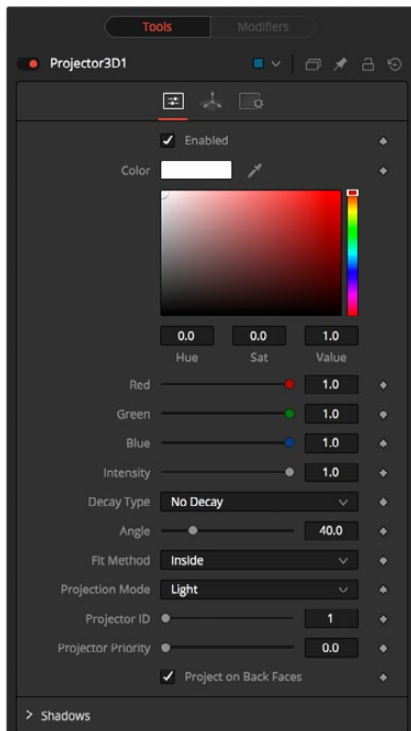 Tools Modifiers
Projector3D1
Enabled
Color
0.0 0.0 1.0
Hue Sat Value
Red 1.0
Green 1.0
Blue 1.0
Intensity 1.0
Decay Type No Decay
Angle 40.0
Fit Method Inside
Projection Mode Light
Projector ID 1
Projector Priority 0.0
Project on Back Faces
> Shadows